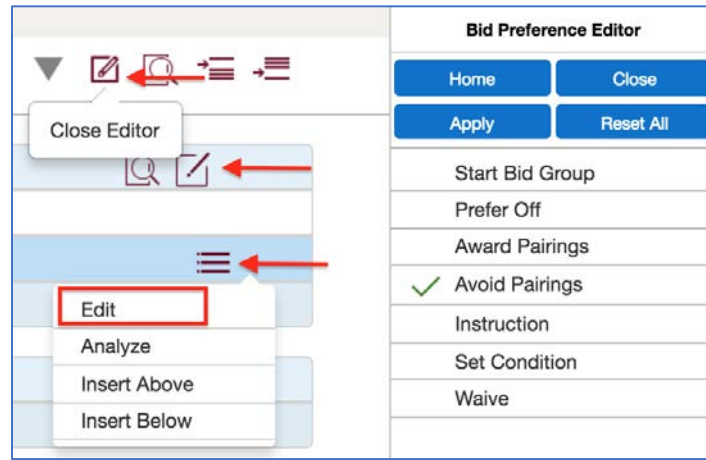 Close Editor
Edit
Analyze
Insert Above
Insert Below
Bid Preference Editor
Home Close
Apply Reset All
Start Bid Group
Prefer Off
Award Pairings
Avoid Pairings
Instruction
Set Condition
Waive